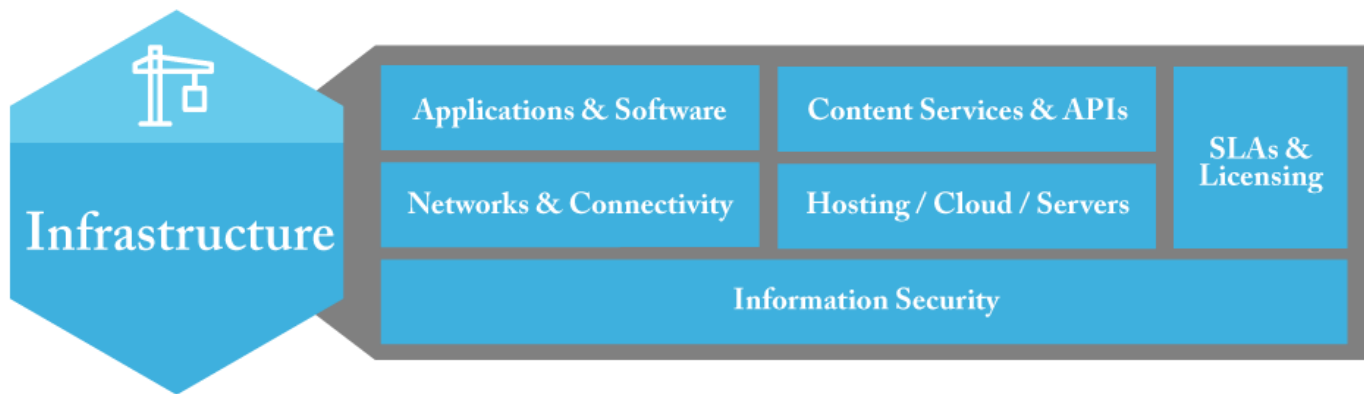 Infrastructure
Applications & Software
Content Services & APIs
SLAs &
Licensing
Networks & Connectivity
Hosting / Cloud / Servers
Information Security